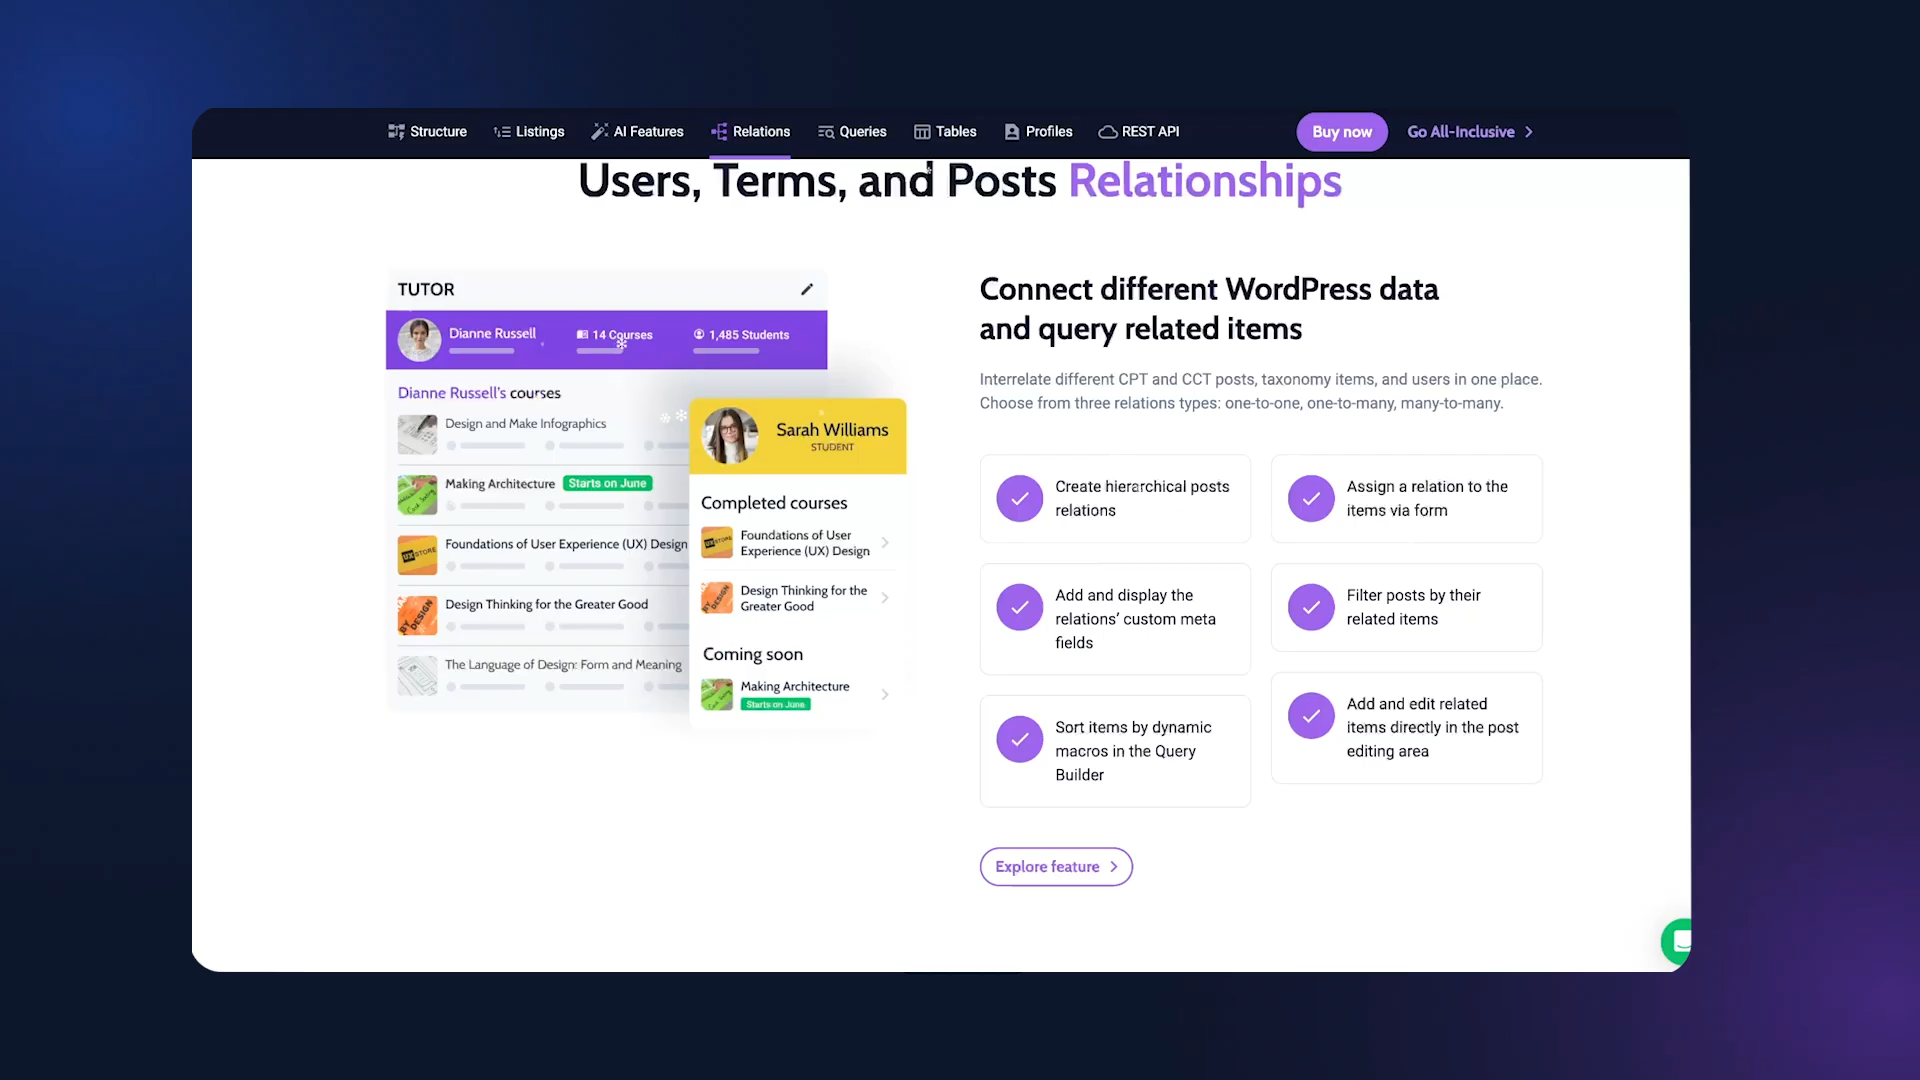 Structure
Listings
AI Features
Relations
Queries
Tables
Profiles
REST API
Buy now
Go All-Inclusive
Users, Terms, and Posts Relationships
TUTOR
Dianne Russell
14 Courses
1,485 Students
Dianne Russell's courses
Design and Make Infographics
Making Architecture
Starts on June
Foundations of User Experience (UX) Design
Design Thinking for the Greater Good
The Language of Design: Form and Meaning
Sarah Williams
STUDENT
Completed courses
Foundations of User
Experience (UX) Design
Design Thinking for the
Greater Good
Coming soon
Making Architecture
Starts on June
Connect different WordPress data
and query related items
Interrelate different CPT and CCT posts, taxonomy items, and users in one place.
Choose from three relations types: one-to-one, one-to-many, many-to-many.
Create hierarchical posts
relations
Assign a relation to the
items via form
Add and display the
relations’ custom meta
fields
Filter posts by their
related items
Sort items by dynamic
macros in the Query
Builder
Add and edit related
items directly in the post
editing area
Explore feature